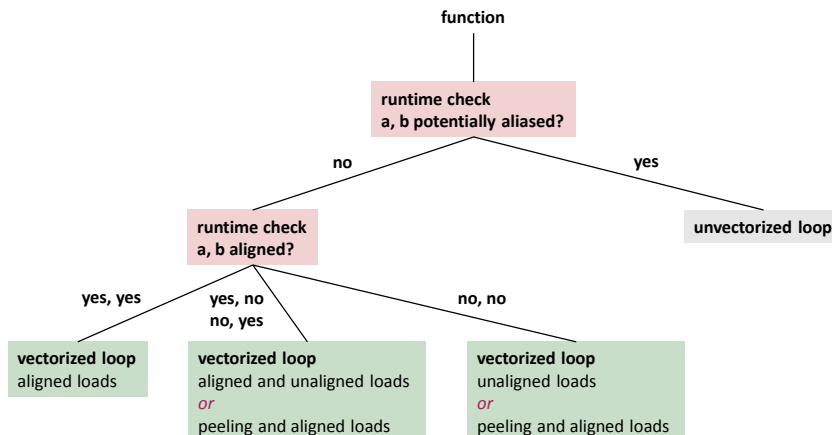 function
runtime check
a, b potentially aliased?
no
yes
runtime check
a, b aligned?
unvectorized loop
yes, yes
yes, no
no, yes
no, no
vectorized loop
aligned loads
vectorized loop
aligned and unaligned loads
or
peeling and aligned loads
vectorized loop
unaligned loads
or
peeling and aligned loads